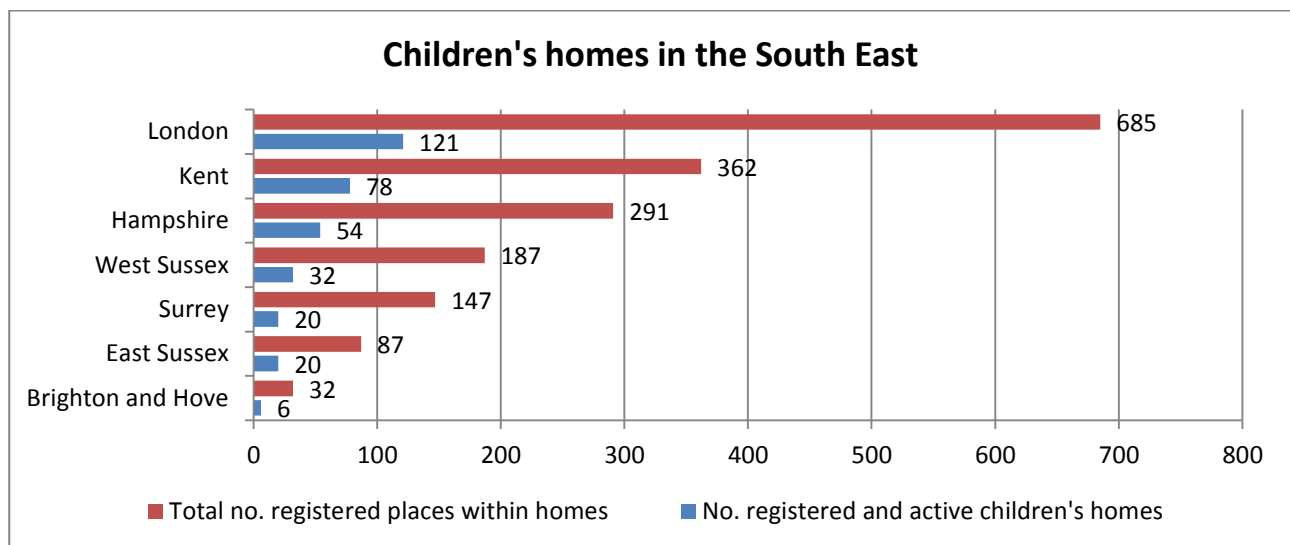 Children's homes in the South East
London
685
121
Kent
362
78
Hampshire
291
54
West Sussex
187
32
Surrey
147
20
East Sussex
87
20
Brighton and Hove
32
6
0 100 200 300 400 500 600 700 800
Total no. registered places within homes No. registered and active children's homes